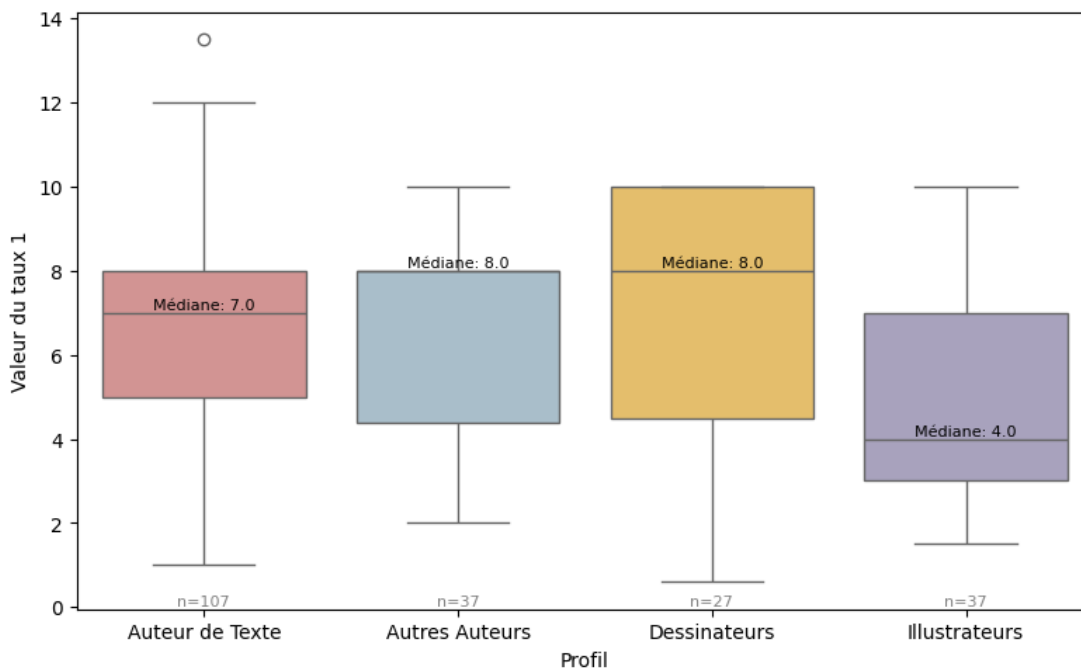 14
12
10
8
6
4
2
0
Valeur du taux 1
Médiane: 7.0
Médiane: 8.0
Médiane: 8.0
Médiane: 4.0
n=107
n=37
n=27
n=37
Auteur de Texte
Autres Auteurs
Dessinateurs
Illustrateurs
Profil